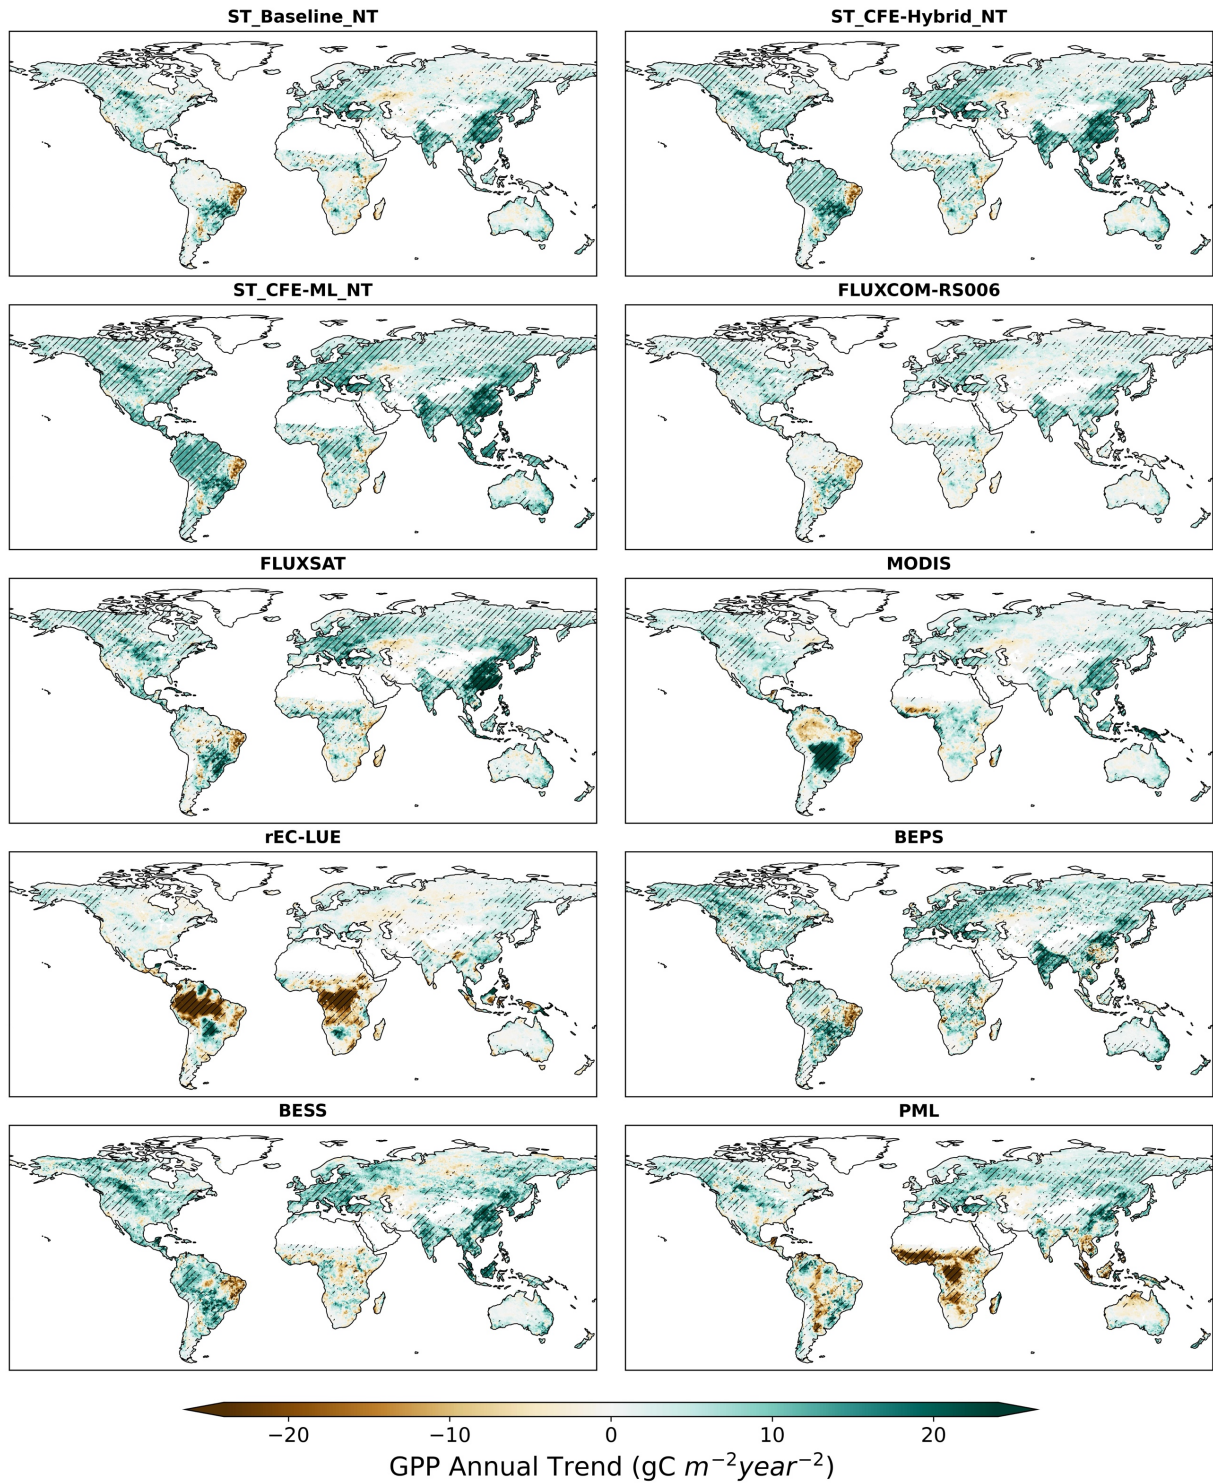 ST_Baseline_NT
ST_CFE-Hybrid_NT
ST_CFE-ML_NT
FLUXCOM-RS006
FLUXSAT
MODIS
rEC-LUE
BEPS
BESS
PML
−20 −10 0 10 20
GPP Annual Trend (gC m⁻²year⁻²)